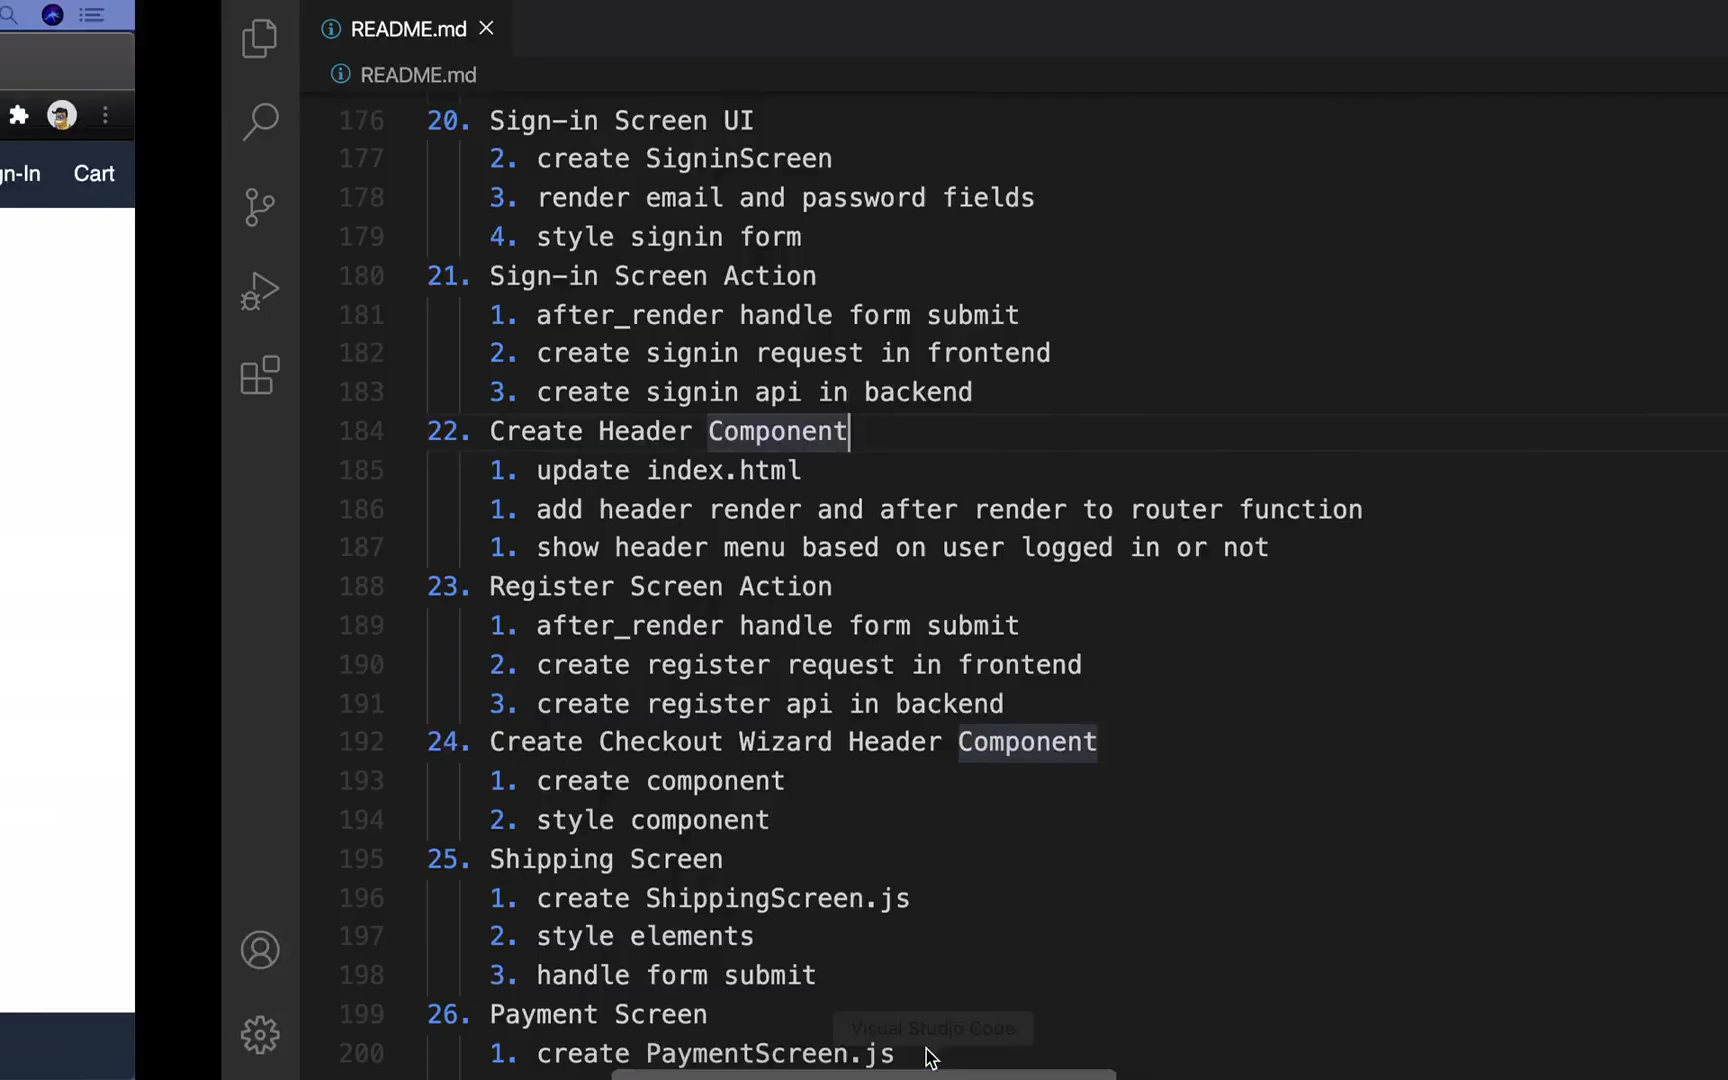 gn-In Cart
README.md
README.md
176 20. Sign-in Screen UI
177 2. create SigninScreen
178 3. render email and password fields
179 4. style signin form
180 21. Sign-in Screen Action
181 1. after_render handle form submit
182 2. create signin request in frontend
183 3. create signin api in backend
184 22. Create Header Component
185 1. update index.html
186 1. add header render and after render to router function
187 1. show header menu based on user logged in or not
188 23. Register Screen Action
189 1. after_render handle form submit
190 2. create register request in frontend
191 3. create register api in backend
192 24. Create Checkout Wizard Header Component
193 1. create component
194 2. style component
195 25. Shipping Screen
196 1. create ShippingScreen.js
197 2. style elements
198 3. handle form submit
199 26. Payment Screen
Visual Studio Code
200 1. create PaymentScreen.js